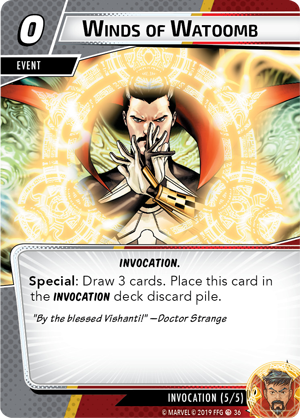 0
WINDS OF WATOOMB
EVENT
INVOCATION.
Special: Draw 3 cards. Place this card in
the INVOCATION deck discard pile.
"By the blessed Vishanti!" —Doctor Strange
INVOCATION (5/5)
© MARVEL © 2019 FFG 36